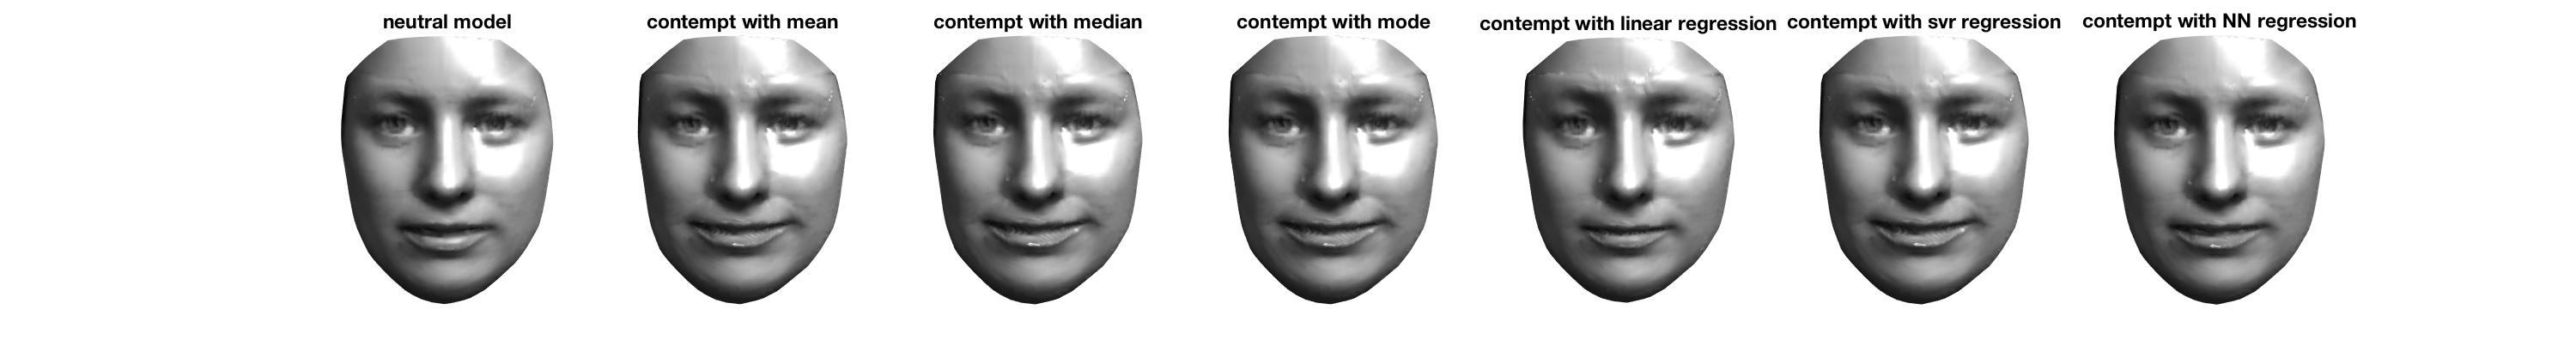 neutral model
contempt with mean
contempt with median
contempt with mode
contempt with linear regression
contempt with svr regression
contempt with NN regression